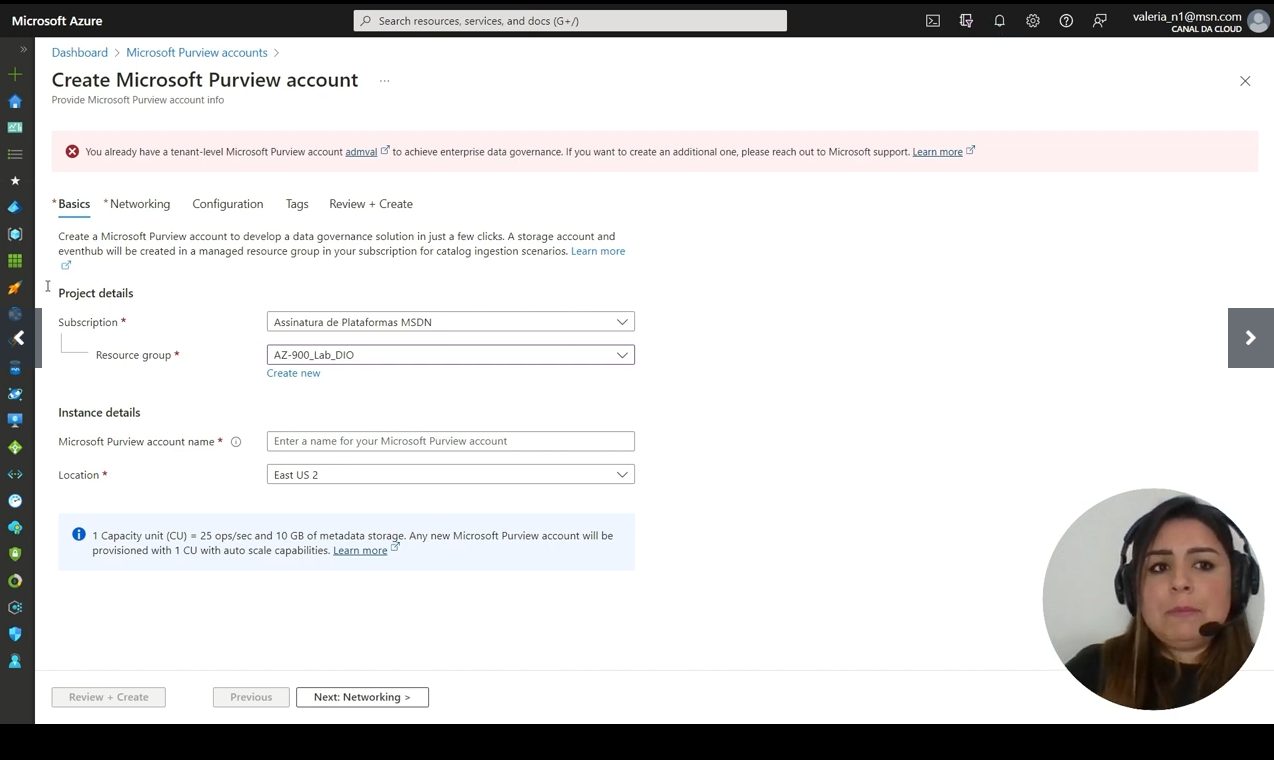 Microsoft Azure
Search resources, services, and docs (G+/)
valeria_n1@msn.com
CANAL DA CLOUD
Dashboard > Microsoft Purview accounts >
Create Microsoft Purview account ...
Provide Microsoft Purview account info
You already have a tenant-level Microsoft Purview account admval to achieve enterprise data governance. If you want to create an additional one, please reach out to Microsoft support. Learn more
* Basics * Networking Configuration Tags Review + Create
Create a Microsoft Purview account to develop a data governance solution in just a few clicks. A storage account and
eventhub will be created in a managed resource group in your subscription for catalog ingestion scenarios. Learn more
Project details
Subscription * Assinatura de Plataformas MSDN
Resource group * AZ-900_Lab_DIO
Create new
Instance details
Microsoft Purview account name * Enter a name for your Microsoft Purview account
Location * East US 2
1 Capacity unit (CU) = 25 ops/sec and 10 GB of metadata storage. Any new Microsoft Purview account will be
provisioned with 1 CU with auto scale capabilities. Learn more
Review + Create Previous Next: Networking >